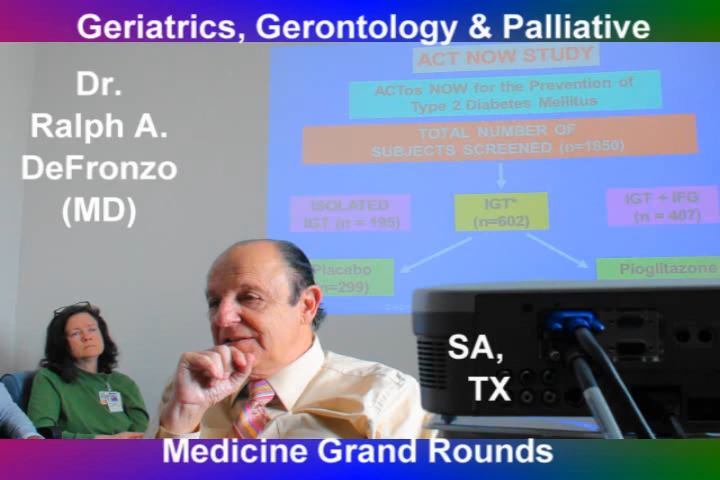 Geriatrics, Gerontology & Palliative
Dr.
Ralph A.
DeFronzo
(MD)
ACT NOW STUDY
ACTos NOW for the Prevention of
Type 2 Diabetes Mellitus
TOTAL NUMBER OF
SUBJECTS SCREENED (n=1850)
ISOLATED
IGT (n = 195)
IGT*
(n=602)
IGT + IFG
(n = 407)
Placebo
n=299)
Pioglitazone
SA,
TX
Medicine Grand Rounds